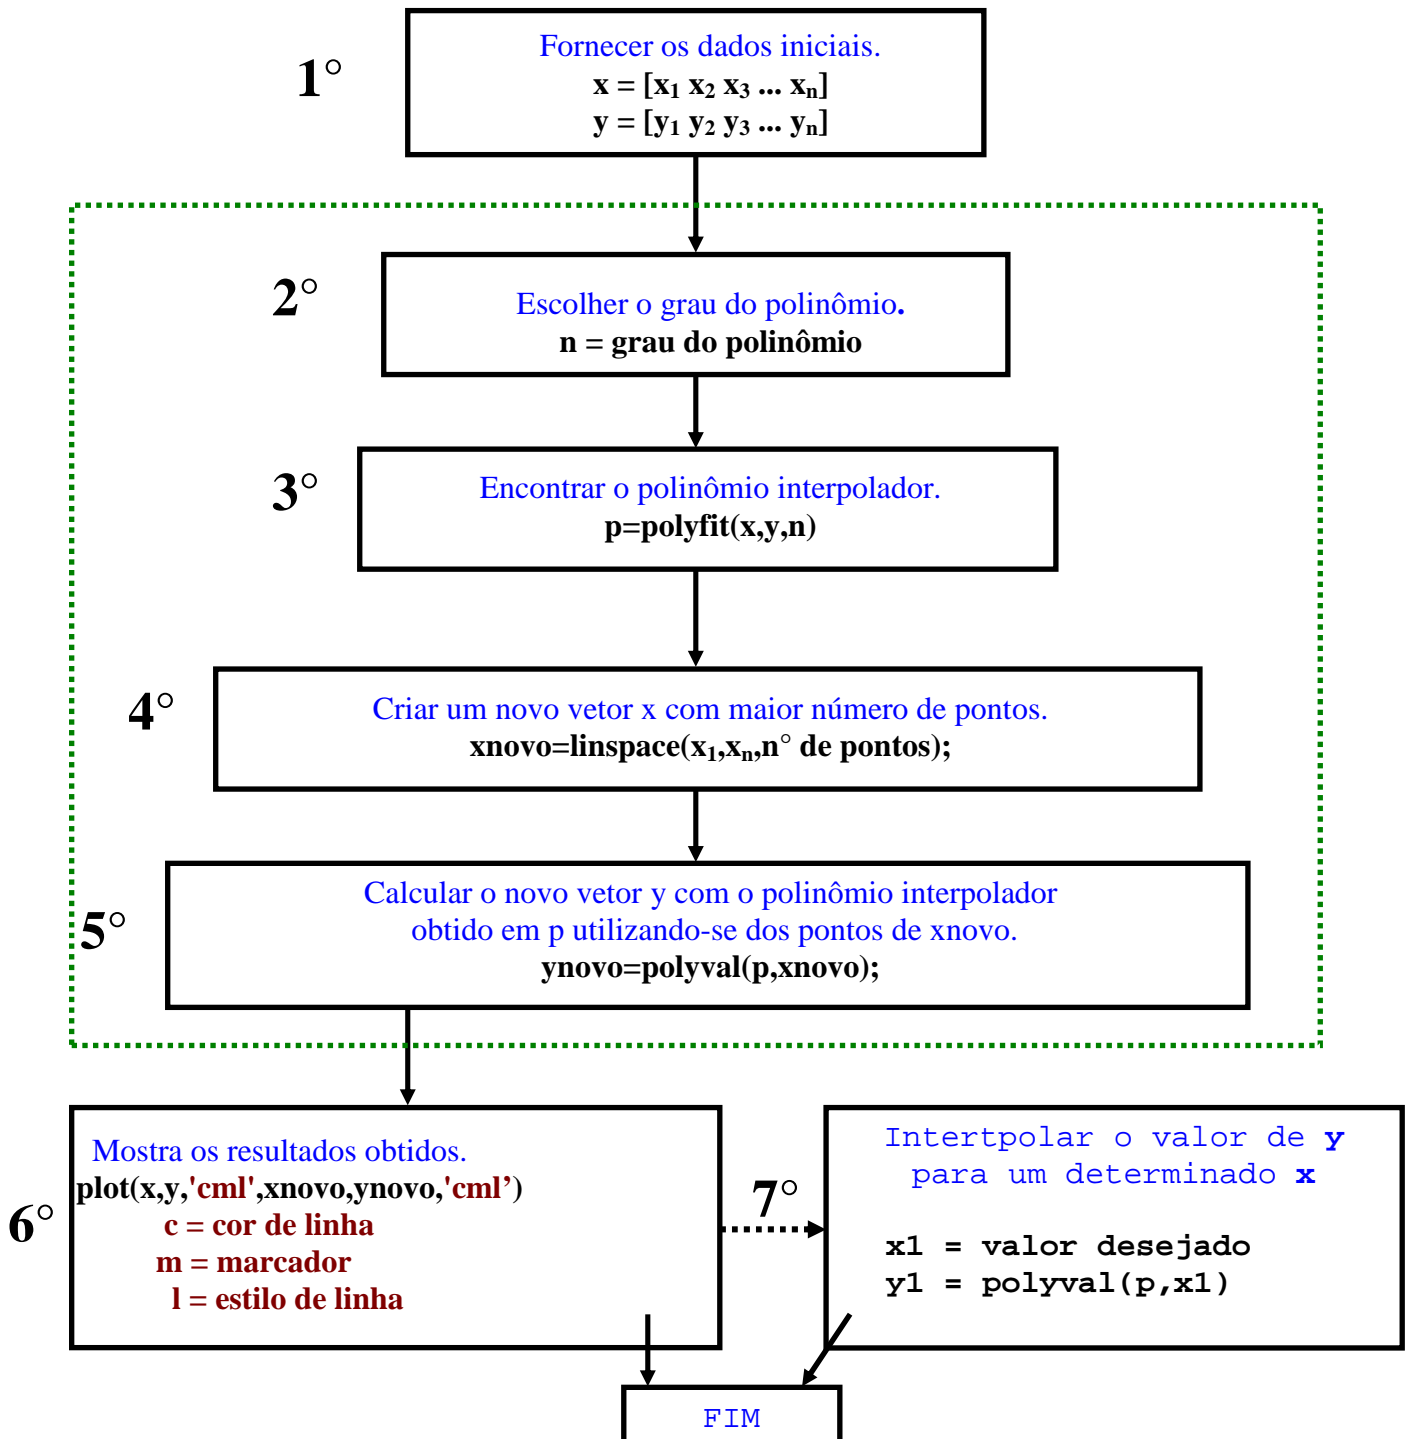 1°
Fornecer os dados iniciais.
x = [x₁ x₂ x₃ ... xₙ]
y = [y₁ y₂ y₃ ... yₙ]
2°
Escolher o grau do polinômio.
n = grau do polinômio
3°
Encontrar o polinômio interpolador.
p=polyfit(x,y,n)
4°
Criar um novo vetor x com maior número de pontos.
xnovo=linspace(x₁,xₙ,n° de pontos);
5°
Calcular o novo vetor y com o polinômio interpolador
obtido em p utilizando-se dos pontos de xnovo.
ynovo=polyval(p,xnovo);
6°
Mostra os resultados obtidos.
plot(x,y,'cml',xnovo,ynovo,'cml’)
c = cor de linha
m = marcador
l = estilo de linha
7°
Intertpolar o valor de y
para um determinado x
x1 = valor desejado
y1 = polyval(p,x1)
FIM